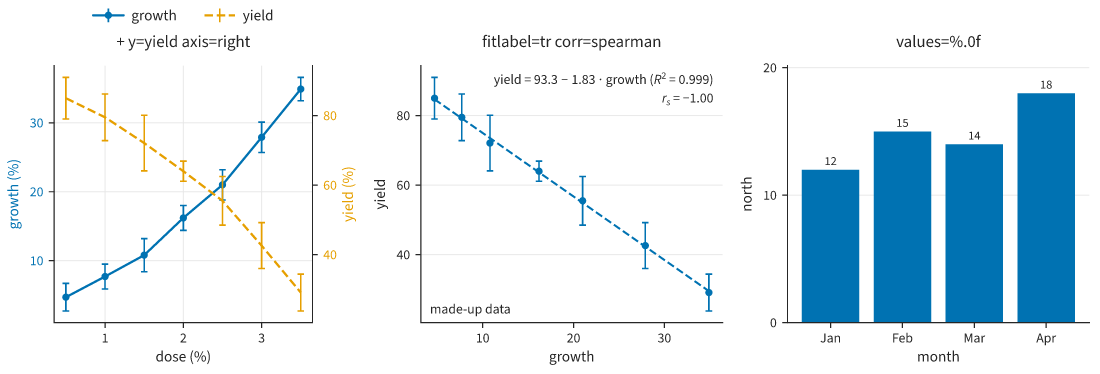 growth
yield
+ y=yield axis=right
growth (%)
30
20
10
80
60
40
yield (%)
1
2
3
dose (%)
fitlabel=tr corr=spearman
yield = 93.3 − 1.83 · growth (R² = 0.999)
rₛ = −1.00
yield
80
60
40
made-up data
10
20
30
growth
values=%.0f
north
20
10
0
12
15
14
18
Jan
Feb
Mar
Apr
month